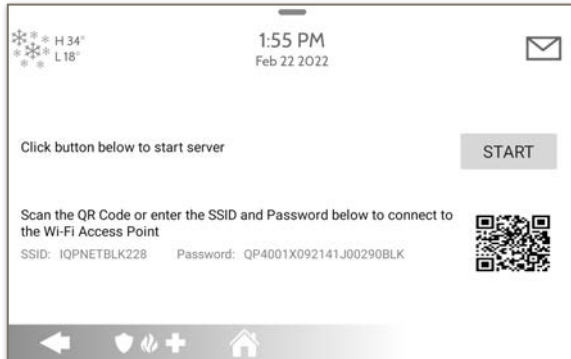 H 34°
L 18°
1:55 PM
Feb 22 2022
Click button below to start server
START
Scan the QR Code or enter the SSID and Password below to connect to
the Wi-Fi Access Point
SSID: IQPNETBLK228 Password: QP4001X092141J00290BLK